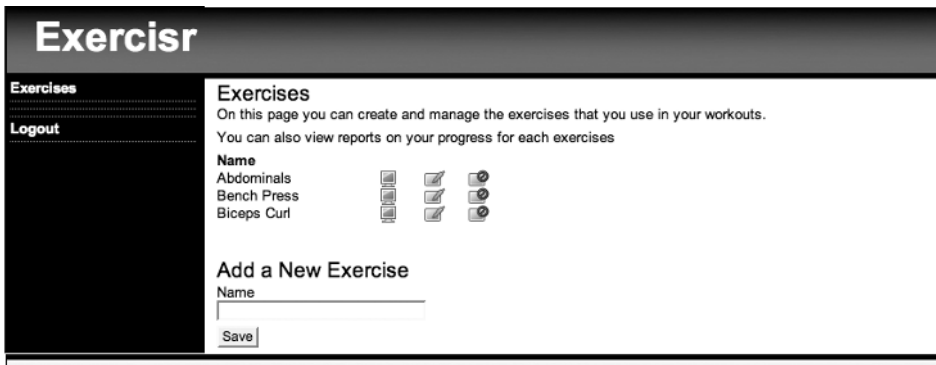 Exercisr
Exercises
Logout
Exercises
On this page you can create and manage the exercises that you use in your workouts.
You can also view reports on your progress for each exercises
Name
Abdominals
Bench Press
Biceps Curl
Add a New Exercise
Name
Save